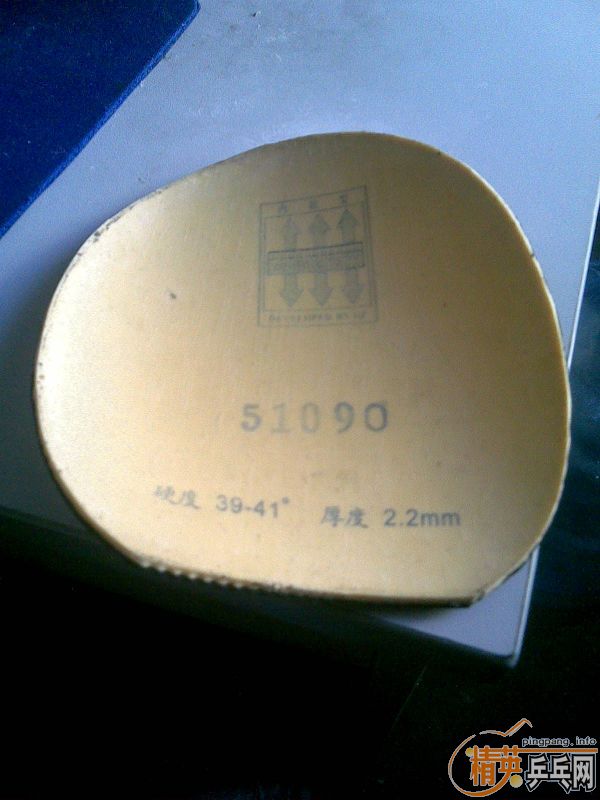 51090
硬度 39-41° 厚度 2.2mm
pingpang.info
精英乒乓网